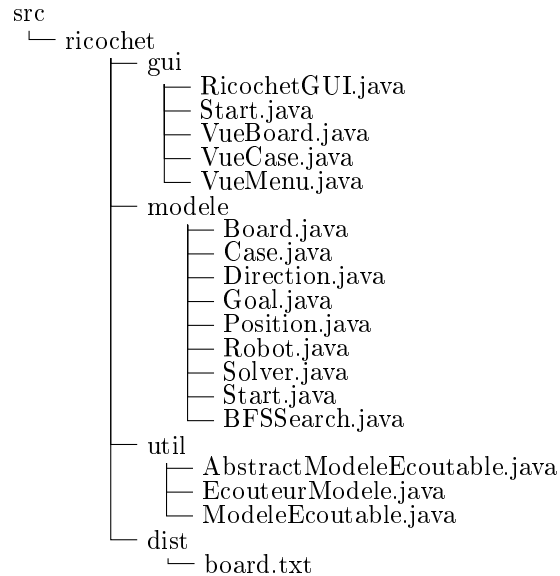 src
ricochet
gui
RicochetGUI.java
Start.java
VueBoard.java
VueCase.java
VueMenu.java
modele
Board.java
Case.java
Direction.java
Goal.java
Position.java
Robot.java
Solver.java
Start.java
BFSSearch.java
util
AbstractModeleEcoutable.java
EcouteurModele.java
ModeleEcoutable.java
dist
board.txt